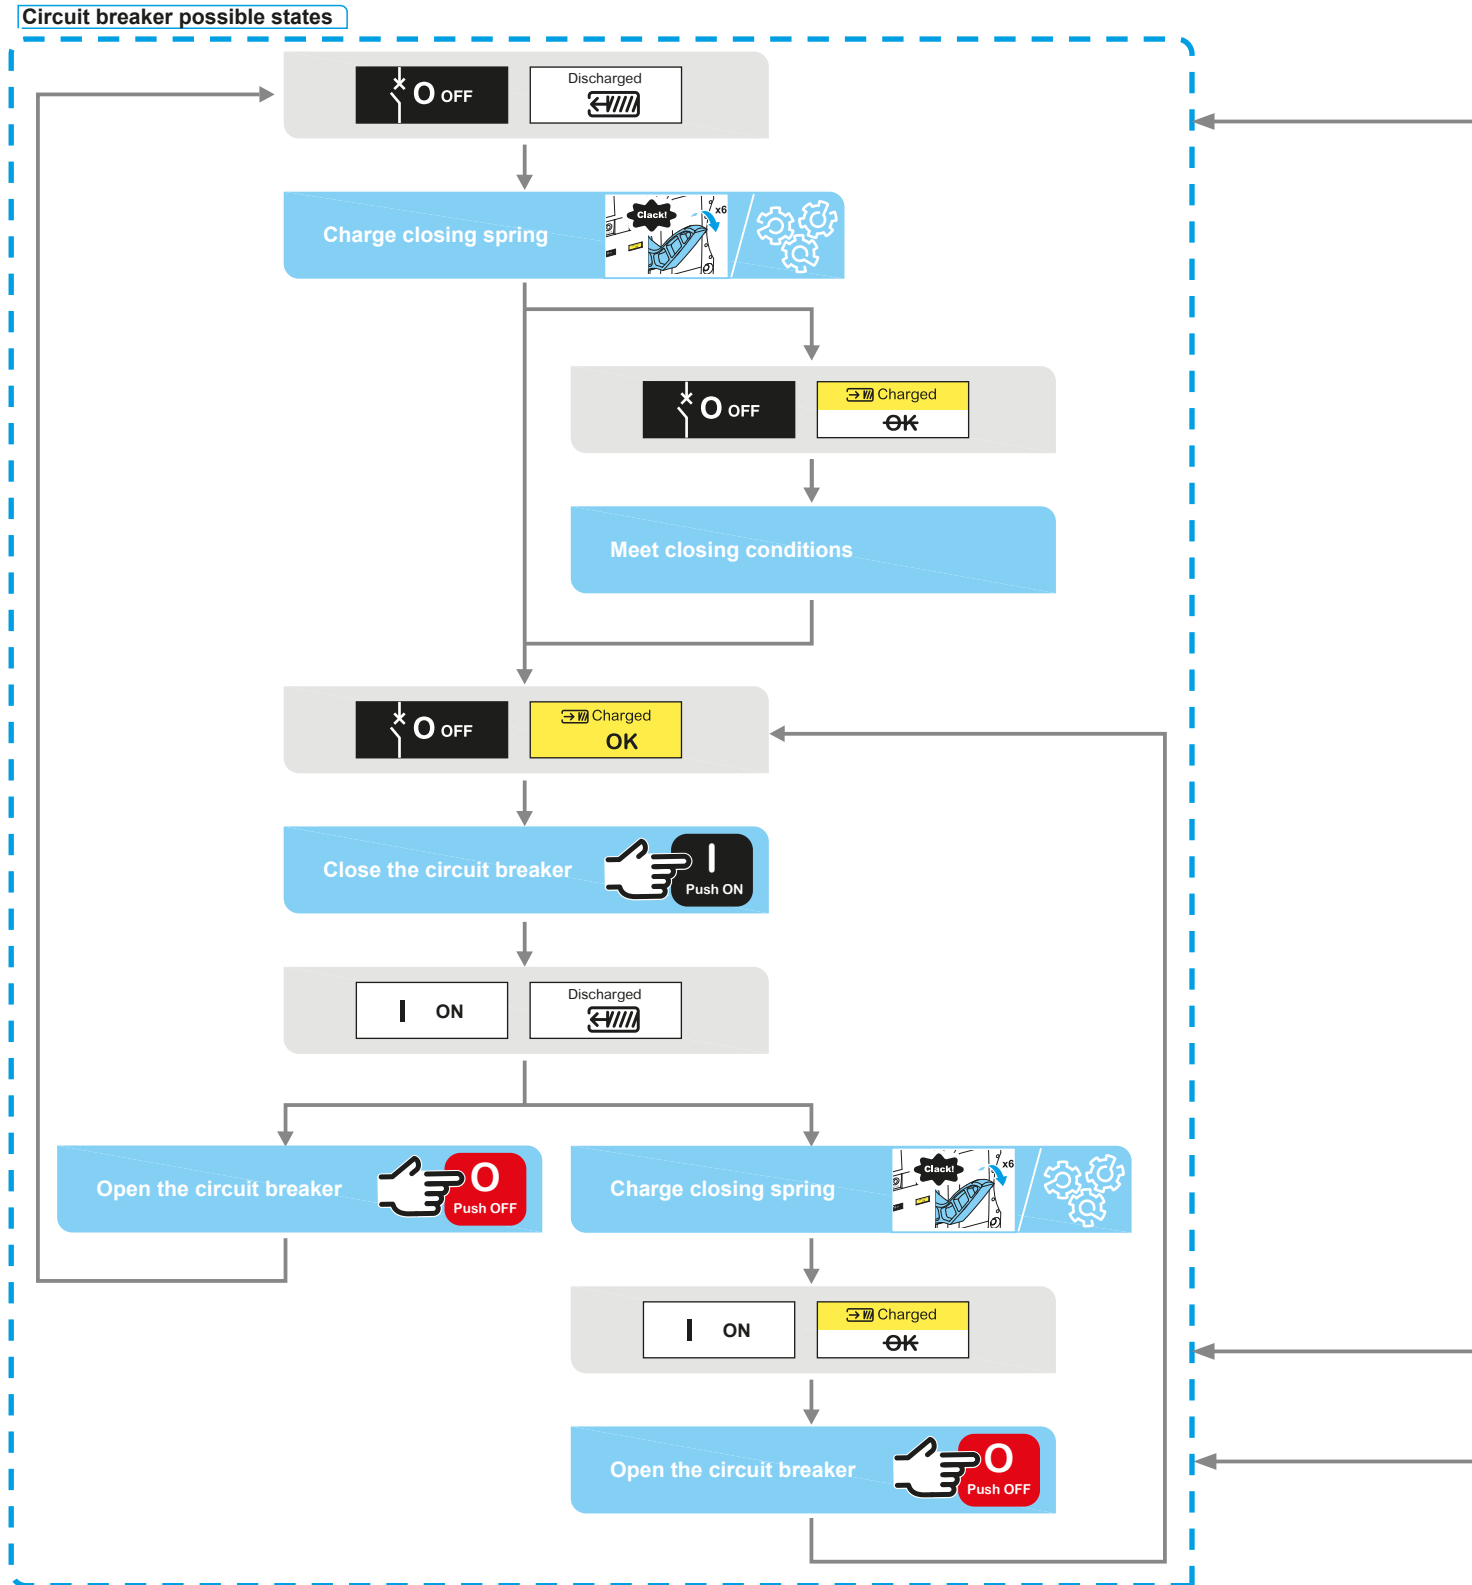 Circuit breaker possible states
O OFF
Discharged
Charge closing spring
Clack!
x6
O OFF
Charged
OK
Meet closing conditions
O OFF
Charged
OK
Close the circuit breaker
I
Push ON
I ON
Discharged
Open the circuit breaker
O
Push OFF
Charge closing spring
Clack!
x6
I ON
Charged
OK
Open the circuit breaker
O
Push OFF